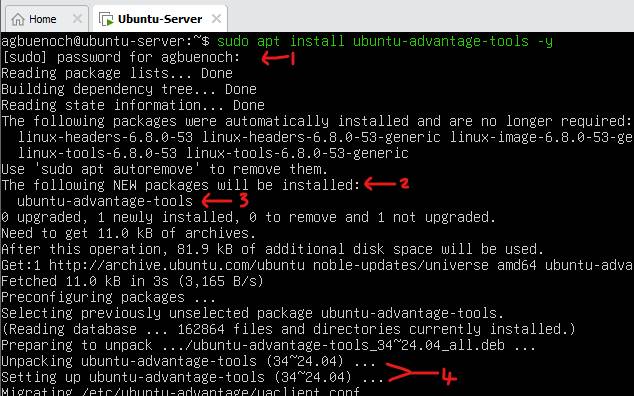 Home
Ubuntu-Server
agbuenoch@ubuntu-server:~$ sudo apt install ubuntu-advantage-tools -y
[sudo] password for agbuenoch: 1
Reading package lists... Done
Building dependency tree... Done
Reading state information... Done
The following packages were automatically installed and are no longer required:
linux-headers-6.8.0-53 linux-headers-6.8.0-53-generic linux-image-6.8.0-53-ge
linux-tools-6.8.0-53 linux-tools-6.8.0-53-generic
Use 'sudo apt autoremove' to remove them.
The following NEW packages will be installed: 2
ubuntu-advantage-tools 3
0 upgraded, 1 newly installed, 0 to remove and 1 not upgraded.
Need to get 11.0 kB of archives.
After this operation, 81.9 kB of additional disk space will be used.
Get:1 http://archive.ubuntu.com/ubuntu noble-updates/universe amd64 ubuntu-adva
Fetched 11.0 kB in 3s (3,165 B/s)
Preconfiguring packages ...
Selecting previously unselected package ubuntu-advantage-tools.
(Reading database ... 162864 files and directories currently installed.)
Preparing to unpack .../ubuntu-advantage-tools_34~24.04_all.deb ...
Unpacking ubuntu-advantage-tools (34~24.04) ...
Setting up ubuntu-advantage-tools (34~24.04) ... 4
Migrating /etc/ubuntu-advantage/uaclient.conf